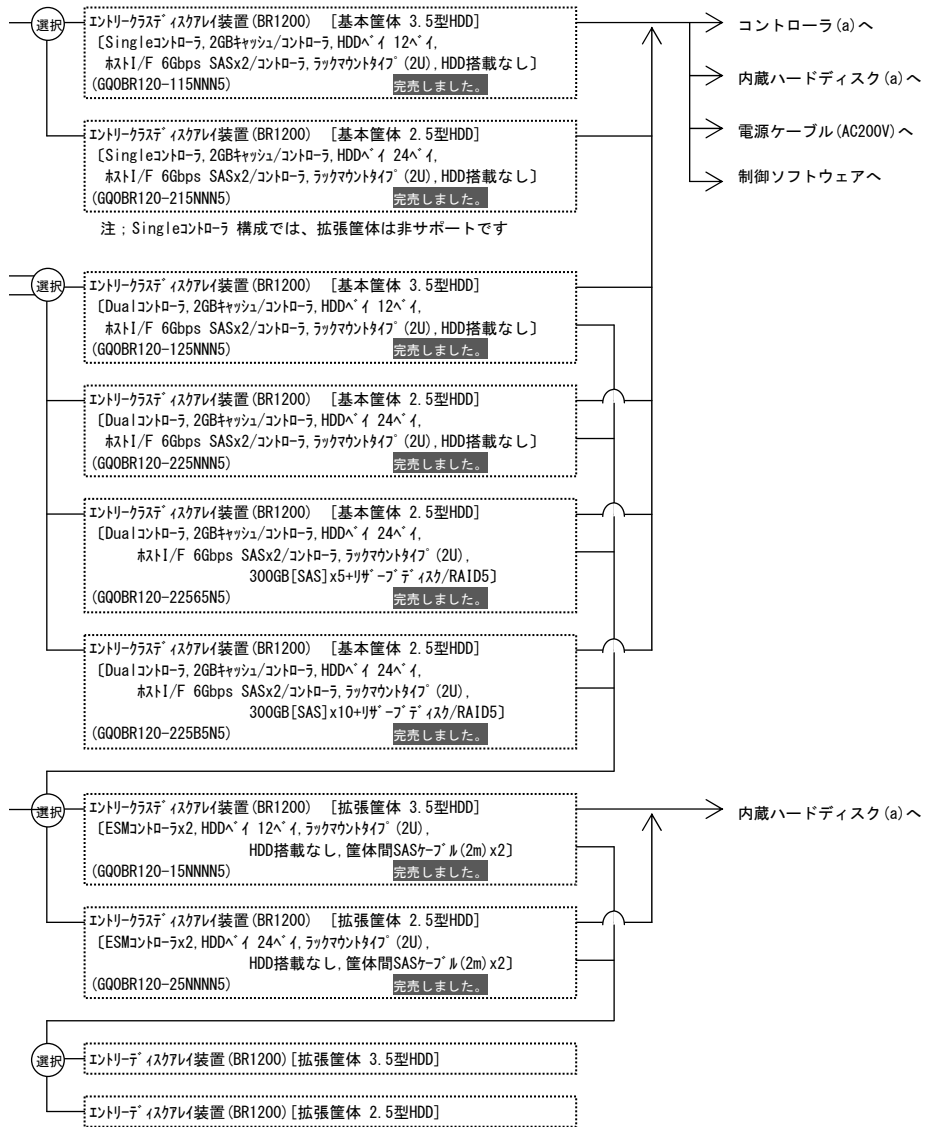 選択
エントリークラスディスクアレイ装置(BR1200) [基本筐体 3.5型HDD]
〔Singleコントローラ,2GBキャッシュ/コントローラ,HDDベイ 12ベイ,
ホストI/F 6Gbps SASx2/コントローラ,ラックマウントタイプ(2U),HDD搭載なし〕
(GQOBR120-115NNN5) 完売しました。
コントローラ(a)へ
内蔵ハードディスク(a)へ
電源ケーブル(AC200V)へ
制御ソフトウェアへ
エントリークラスディスクアレイ装置(BR1200) [基本筐体 2.5型HDD]
〔Singleコントローラ,2GBキャッシュ/コントローラ,HDDベイ 24ベイ,
ホストI/F 6Gbps SASx2/コントローラ,ラックマウントタイプ(2U),HDD搭載なし〕
(GQOBR120-215NNN5) 完売しました。
注;Singleコントローラ 構成では、拡張筐体は非サポートです
選択
エントリークラスディスクアレイ装置(BR1200) [基本筐体 3.5型HDD]
〔Dualコントローラ,2GBキャッシュ/コントローラ,HDDベイ 12ベイ,
ホストI/F 6Gbps SASx2/コントローラ,ラックマウントタイプ(2U),HDD搭載なし〕
(GQOBR120-125NNN5) 完売しました。
エントリークラスディスクアレイ装置(BR1200) [基本筐体 2.5型HDD]
〔Dualコントローラ,2GBキャッシュ/コントローラ,HDDベイ 24ベイ,
ホストI/F 6Gbps SASx2/コントローラ,ラックマウントタイプ(2U),HDD搭載なし〕
(GQOBR120-225NNN5) 完売しました。
エントリークラスディスクアレイ装置(BR1200) [基本筐体 2.5型HDD]
〔Dualコントローラ,2GBキャッシュ/コントローラ,HDDベイ 24ベイ,
ホストI/F 6Gbps SASx2/コントローラ,ラックマウントタイプ(2U),
300GB[SAS]x5+リザーブディスク/RAID5〕
(GQOBR120-22565N5) 完売しました。
エントリークラスディスクアレイ装置(BR1200) [基本筐体 2.5型HDD]
〔Dualコントローラ,2GBキャッシュ/コントローラ,HDDベイ 24ベイ,
ホストI/F 6Gbps SASx2/コントローラ,ラックマウントタイプ(2U),
300GB[SAS]x10+リザーブディスク/RAID5〕
(GQOBR120-225B5N5) 完売しました。
選択
エントリークラスディスクアレイ装置(BR1200) [拡張筐体 3.5型HDD]
〔ESMコントローラx2,HDDベイ 12ベイ,ラックマウントタイプ(2U),
HDD搭載なし,筐体間SASケーブル(2m)x2〕
(GQOBR120-15NNNN5) 完売しました。
内蔵ハードディスク(a)へ
エントリークラスディスクアレイ装置(BR1200) [拡張筐体 2.5型HDD]
〔ESMコントローラx2,HDDベイ 24ベイ,ラックマウントタイプ(2U),
HDD搭載なし,筐体間SASケーブル(2m)x2〕
(GQOBR120-25NNNN5) 完売しました。
選択
エントリーディスクアレイ装置(BR1200)[拡張筐体 3.5型HDD]
エントリーディスクアレイ装置(BR1200)[拡張筐体 2.5型HDD]